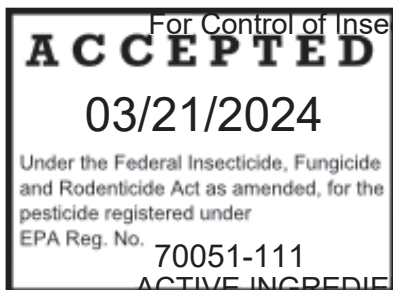 For Control of Inse
ACCEPTED
03/21/2024
Under the Federal Insecticide, Fungicide
and Rodenticide Act as amended, for the
pesticide registered under
EPA Reg. No.
70051-111
ACTIVE INGREDIE